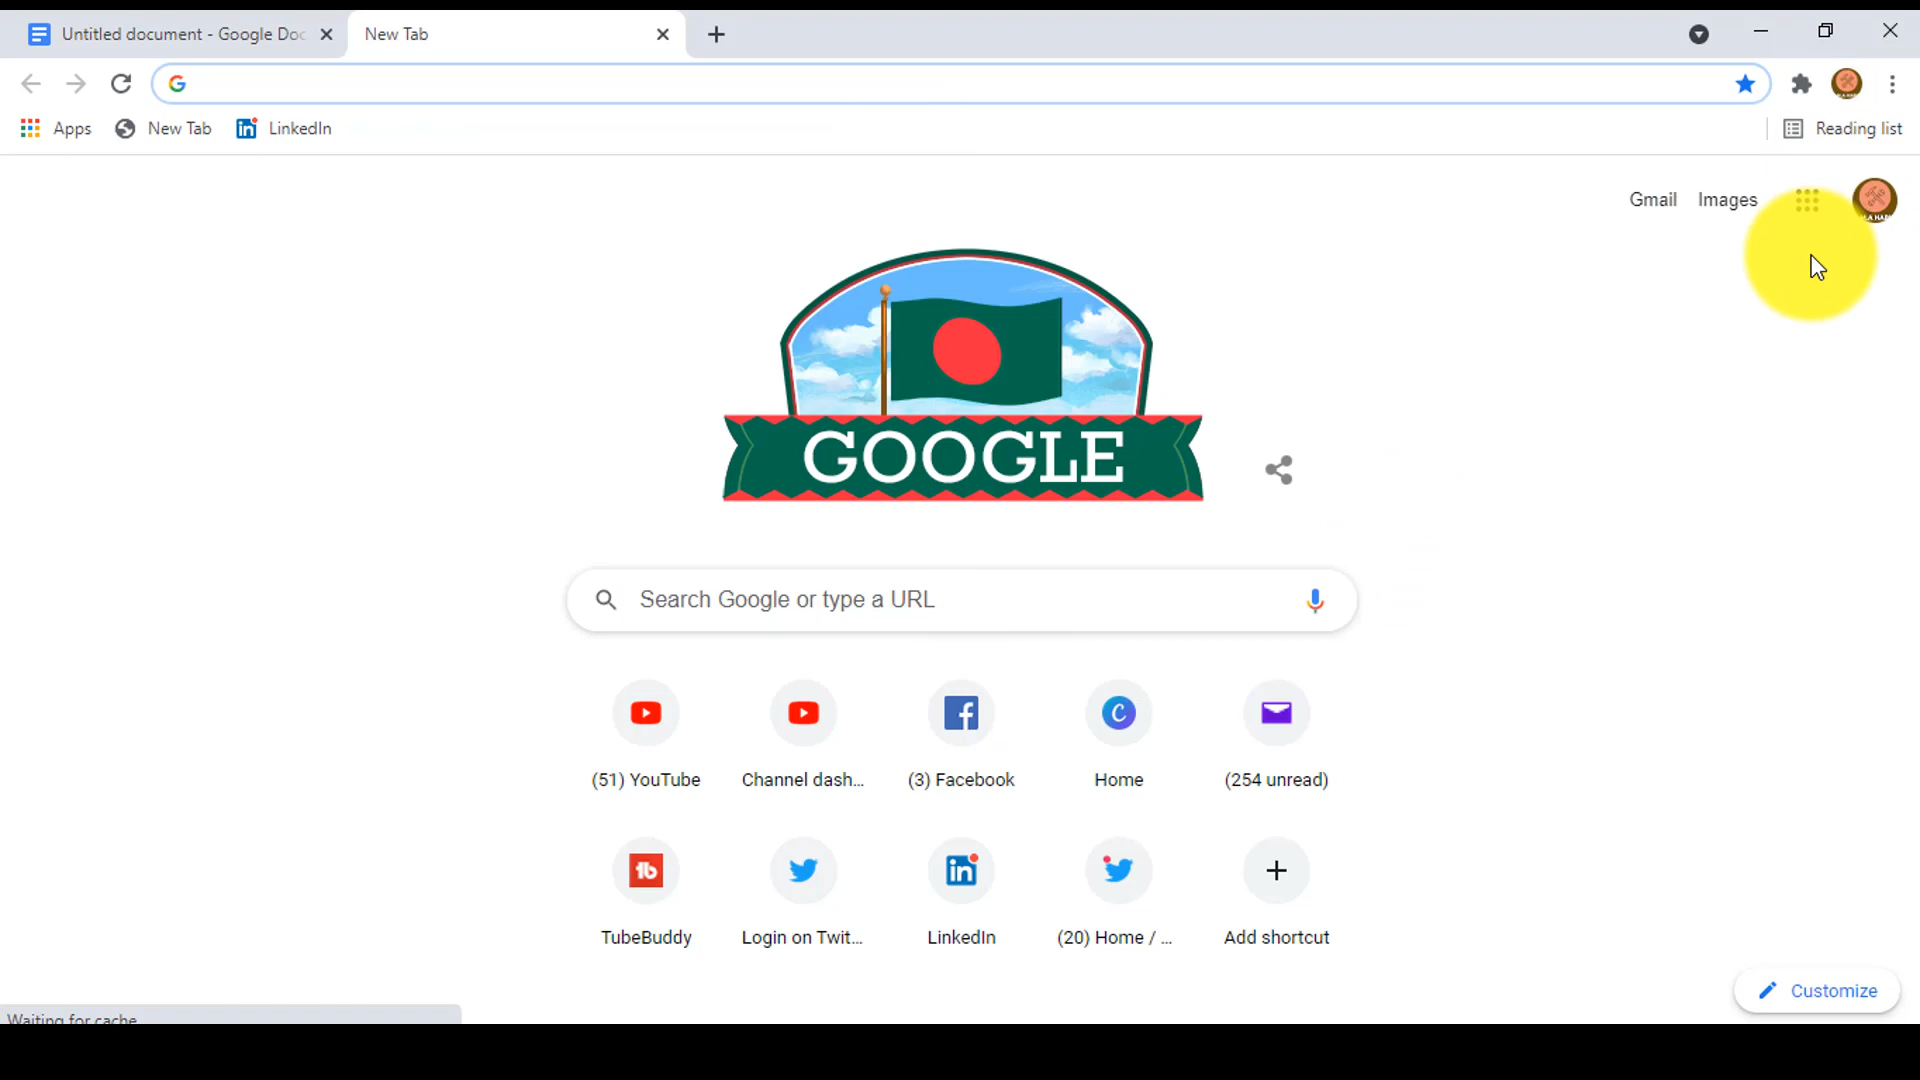 Untitled document - Google Doc
New Tab
Apps
New Tab
LinkedIn
Reading list
Gmail
Images
GOOGLE
Search Google or type a URL
(51) YouTube
Channel dash...
(3) Facebook
Home
(254 unread)
TubeBuddy
Login on Twit...
LinkedIn
(20) Home / ...
Add shortcut
Customize
Waiting for cache